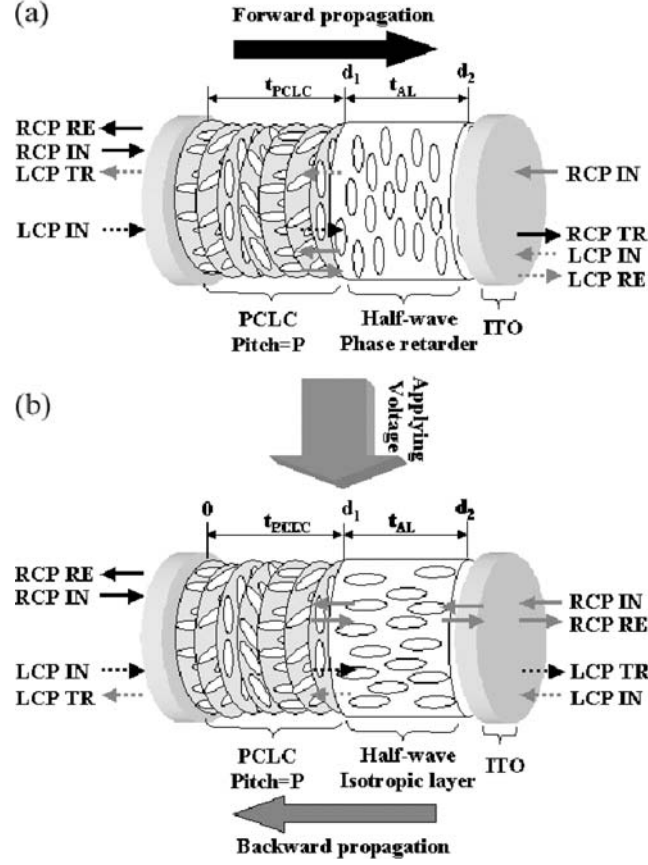 (a)
Forward propagation
t_PCLC d_1 t_AL d_2
RCP RE
RCP IN
LCP TR
LCP IN
RCP IN
RCP TR
LCP IN
LCP RE
PCLC
Pitch=P
Half-wave
Phase retarder
ITO
Applying
Voltage
(b)
0 t_PCLC d_1 t_AL d_2
RCP RE
RCP IN
LCP IN
LCP TR
RCP IN
RCP RE
LCP TR
LCP IN
PCLC
Pitch=P
Half-wave
Isotropic layer
ITO
Backward propagation